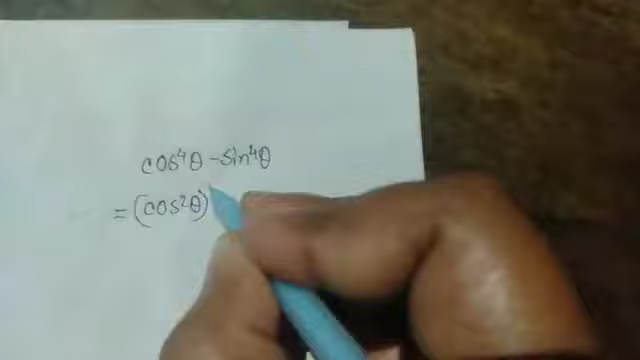 cos⁴θ - sin⁴θ
= (cos²θ)